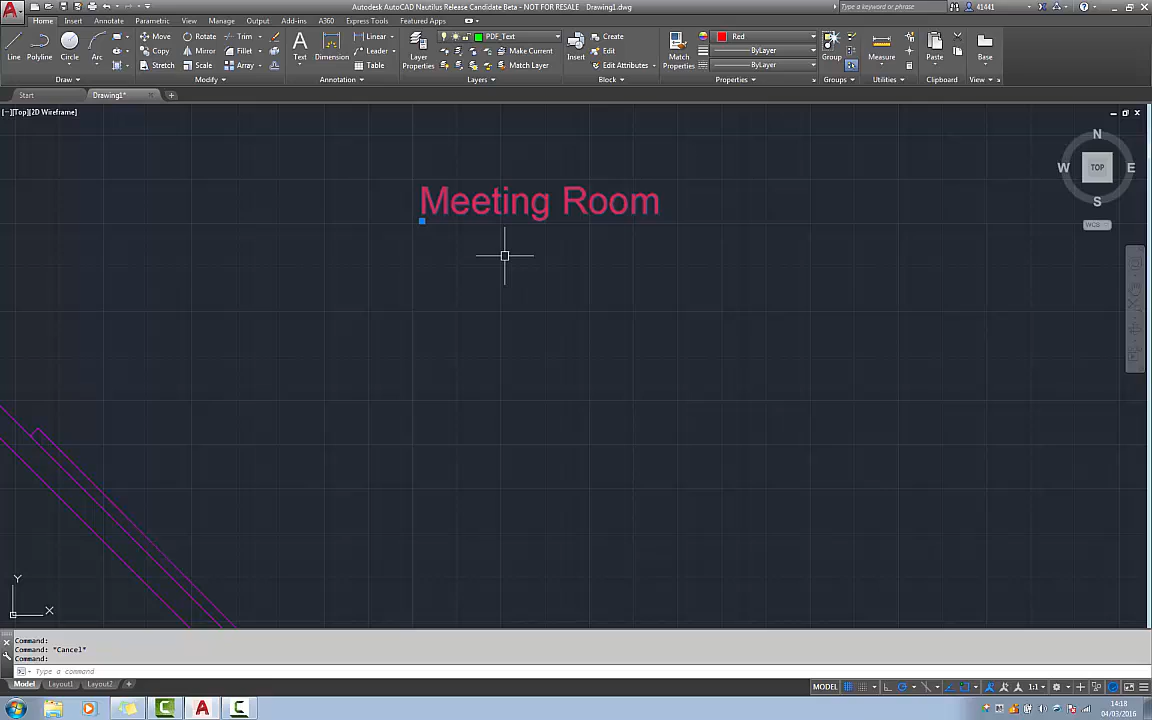 Autodesk AutoCAD Nautilus Release Candidate Beta - NOT FOR RESALE Drawing1.dwg
Type a keyword or phrase
41441
Home Insert Annotate Parametric View Manage Output Add-ins A360 Express Tools Featured Apps
Line Polyline Circle Arc
Move Rotate Trim
Copy Mirror Fillet
Stretch Scale Array
Text Dimension
Linear
Leader
Table
Layer Properties
PDF_Text
Make Current
Match Layer
Insert
Create
Edit
Edit Attributes
Match Properties
Red
ByLayer
ByLayer
Group
Measure
Paste
Base
Draw Modify Annotation Layers Block Properties Groups Utilities Clipboard View
Start Drawing1*
[−][Top][2D Wireframe]
N
W TOP E
S
WCS
Meeting Room
Y
X
Command:
Command: *Cancel*
Command:
Type a command
Model Layout1 Layout2
MODEL 1:1
14:18
04/03/2016